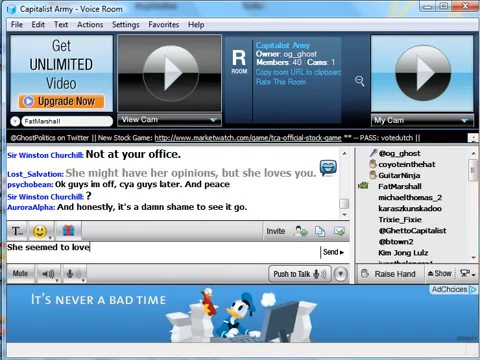 Capitalist Army - Voice Room
File Edit Text Actions Settings Favorites Help
Get
UNLIMITED
Video
Upgrade Now
FatMarshall
View Cam
R
ROOM
Capitalist Army
Owner: og_ghost
Members: 40 : Cams: 1
Copy room URL to clipboard
Rate This Room
My Cam
@GhostPolitics on Twitter || New Stock Game: http://www.marketwatch.com/game/tca-official-stock-game ** -- PASS: votedutch || @Ghost
Sir Winston Churchill: Not at your office.
Lost_Salvation: She might have her opinions, but she loves you.
psychobean: Ok guys im off, cya guys later. And peace
Sir Winston Churchill: ?
AuroraAlpha: And honestly, it's a damn shame to see it go.
@og_ghost
coyoteinthehat
GuitarNinja
FatMarshall
michaelthomas_2
karaszkunskadoo
Trixie_Fixie
@GhostCapitalist
@btown2
Kim Jong Lulz
T...
Invite
She seemed to love
Send
Mute
Push to Talk
Raise Hand
Show
AdChoices
IT'S NEVER A BAD TIME